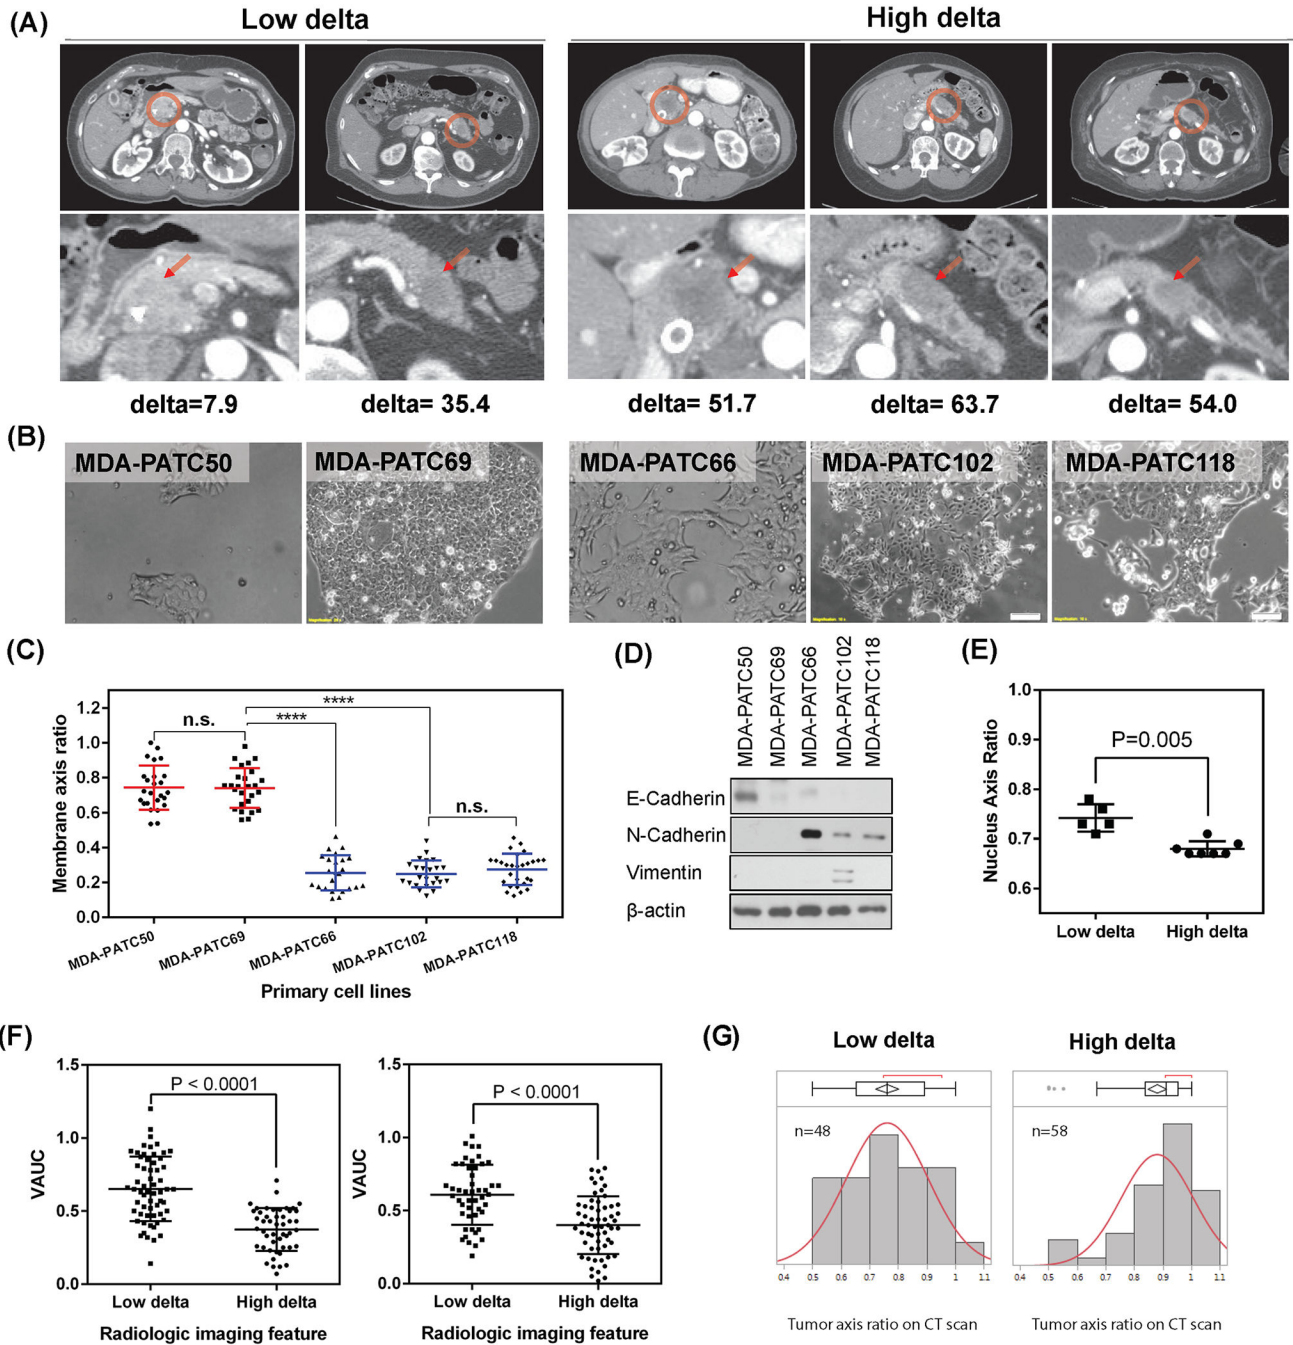 (A)
Low delta
High delta
delta=7.9
delta= 35.4
delta= 51.7
delta= 63.7
delta= 54.0
(B)
MDA-PATC50
MDA-PATC69
MDA-PATC66
MDA-PATC102
MDA-PATC118
(C)
Membrane axis ratio
1.2
1.0
0.8
0.6
0.4
0.2
0.0
n.s.
****
****
n.s.
MDA-PATC50
MDA-PATC69
MDA-PATC66
MDA-PATC102
MDA-PATC118
Primary cell lines
(D)
MDA-PATC50
MDA-PATC69
MDA-PATC66
MDA-PATC102
MDA-PATC118
E-Cadherin
N-Cadherin
Vimentin
β-actin
(E)
Nucleus Axis Ratio
1.0
0.9
0.8
0.7
0.6
P=0.005
Low delta
High delta
(F)
VAUC
1.5
1.0
0.5
0.0
P < 0.0001
Low delta
High delta
Radiologic imaging feature
VAUC
1.5
1.0
0.5
0.0
P < 0.0001
Low delta
High delta
Radiologic imaging feature
(G)
Low delta
n=48
0.4 0.5 0.6 0.7 0.8 0.9 1 1.1
Tumor axis ratio on CT scan
High delta
n=58
0.4 0.5 0.6 0.7 0.8 0.9 1 1.1
Tumor axis ratio on CT scan